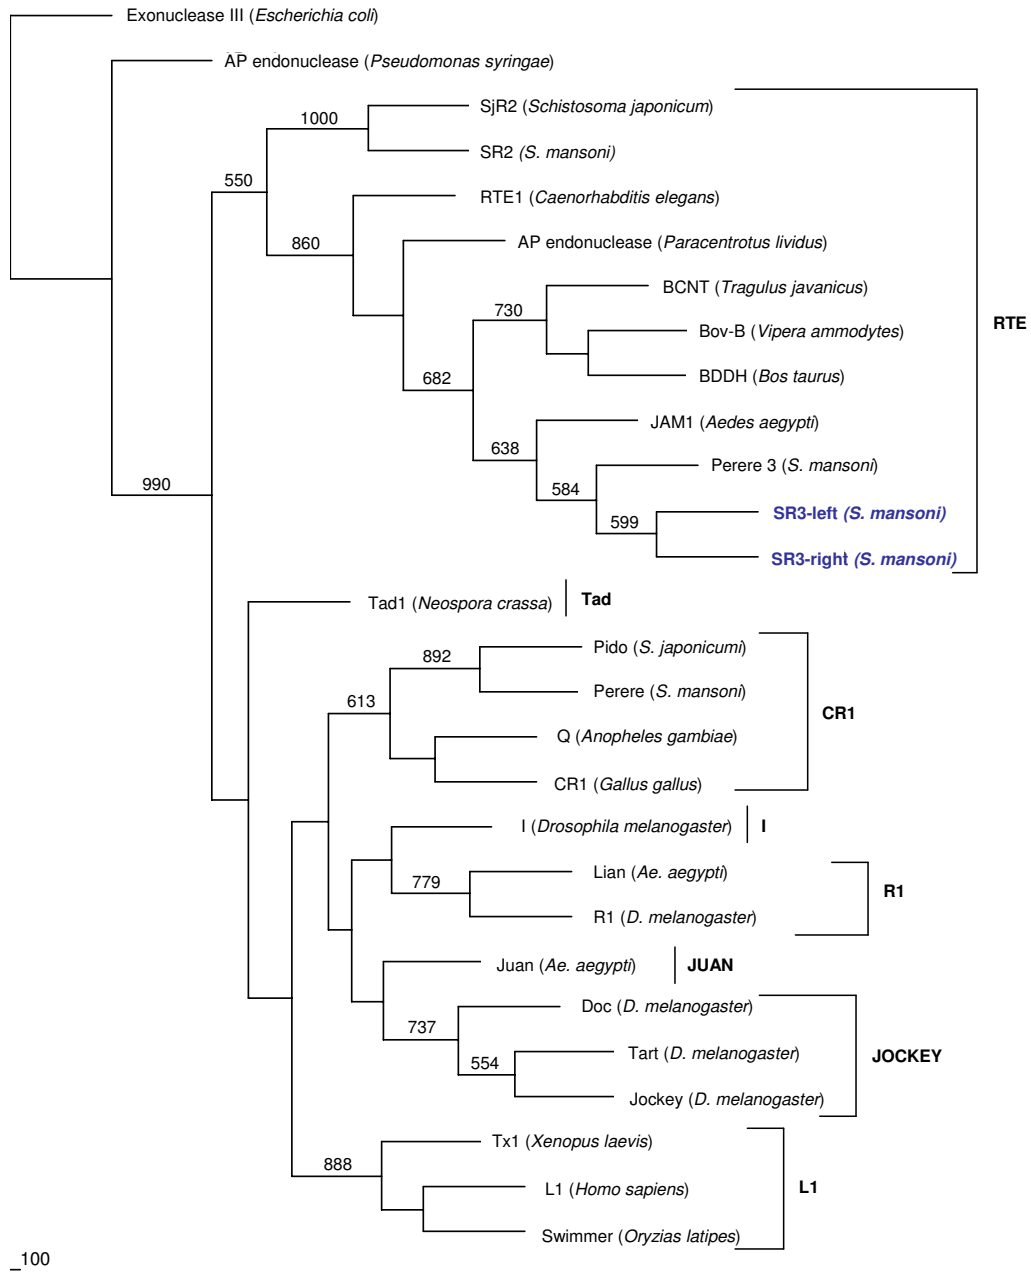 Exonuclease III (Escherichia coli)
AP endonuclease (Pseudomonas syringae)
SjR2 (Schistosoma japonicum)
1000
SR2 (S. mansoni)
550
RTE1 (Caenorhabditis elegans)
860
AP endonuclease (Paracentrotus lividus)
BCNT (Tragulus javanicus)
730
RTE
Bov-B (Vipera ammodytes)
BDDH (Bos taurus)
682
JAM1 (Aedes aegypti)
638
Perere 3 (S. mansoni)
990
584
SR3-left (S. mansoni)
599
SR3-right (S. mansoni)
Tad1 (Neospora crassa)
Tad
Pido (S. japonicumi)
892
Perere (S. mansoni)
613
CR1
Q (Anopheles gambiae)
CR1 (Gallus gallus)
I (Drosophila melanogaster)
I
Lian (Ae. aegypti)
779
R1
R1 (D. melanogaster)
Juan (Ae. aegypti)
JUAN
Doc (D. melanogaster)
737
Tart (D. melanogaster)
JOCKEY
554
Jockey (D. melanogaster)
Tx1 (Xenopus laevis)
888
L1 (Homo sapiens)
L1
Swimmer (Oryzias latipes)
100